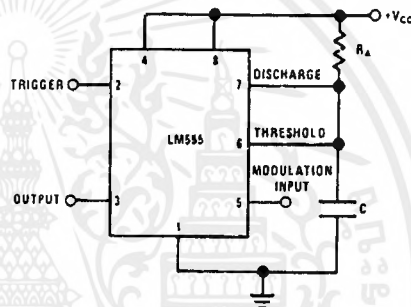 +VCC
4
8
RA
DISCHARGE
7
TRIGGER
2
LM555
THRESHOLD
6
MODULATION
INPUT
OUTPUT
3
5
C
1